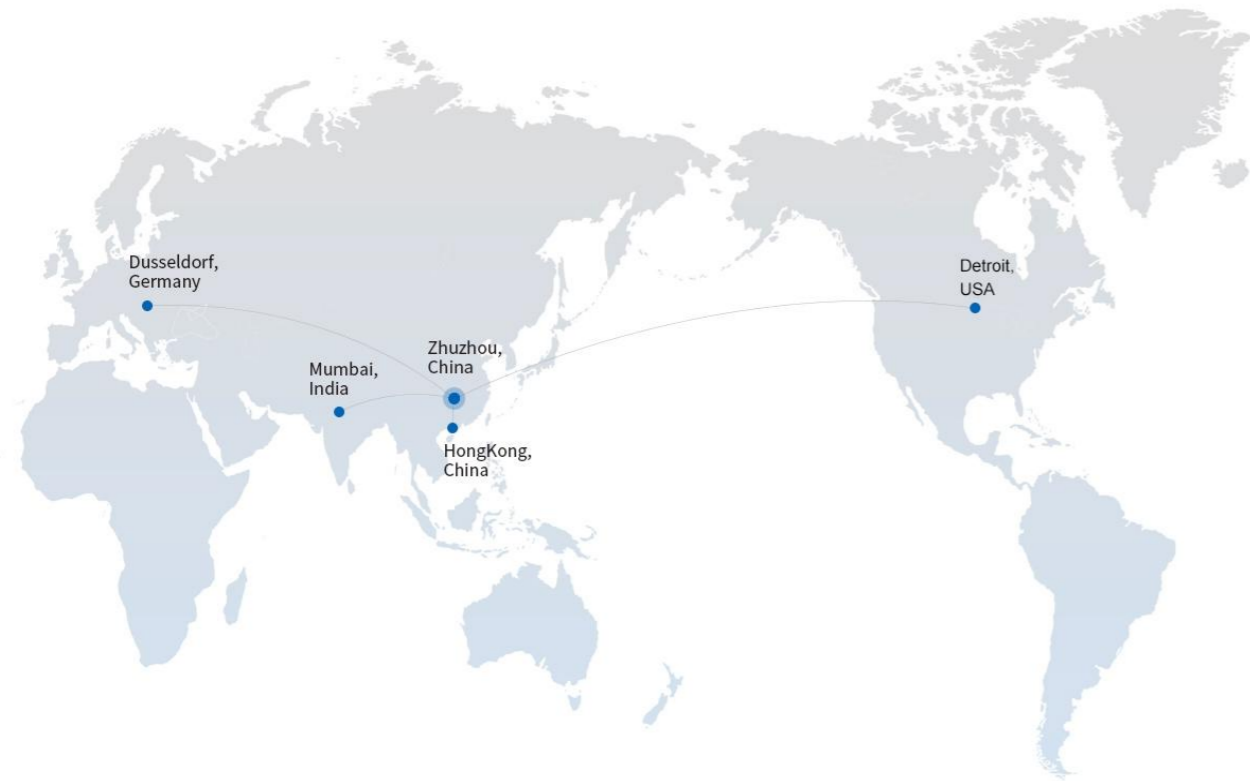 Dusseldorf,
Germany
Detroit,
USA
Zhuzhou,
China
Mumbai,
India
HongKong,
China